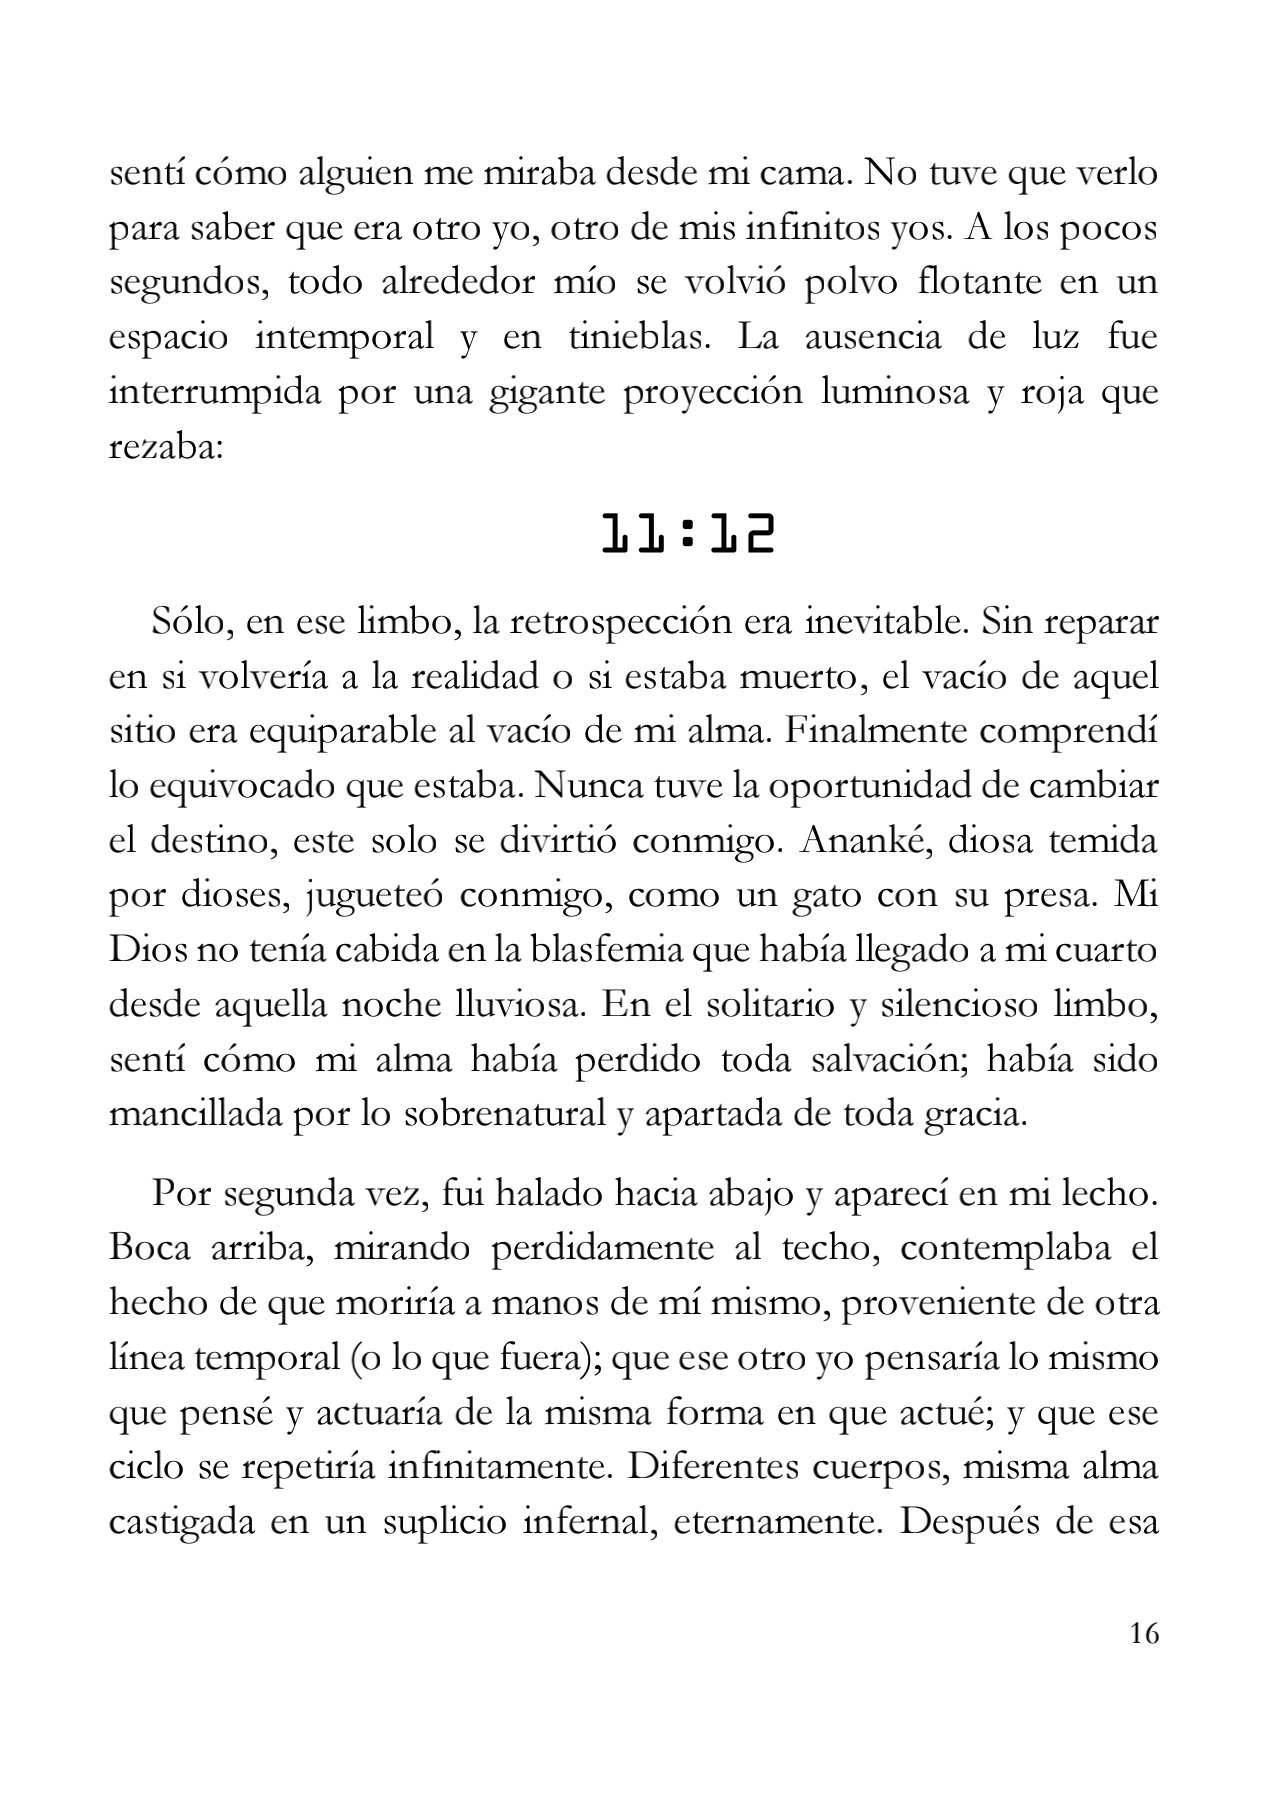 sentí cómo alguien me miraba desde mi cama. No tuve que verlo
para saber que era otro yo, otro de mis infinitos yos. A los pocos
segundos, todo alrededor mío se volvió polvo flotante en un
espacio intemporal y en tinieblas. La ausencia de luz fue
interrumpida por una gigante proyección luminosa y roja que
rezaba:
11:12
Sólo, en ese limbo, la retrospección era inevitable. Sin reparar
en si volvería a la realidad o si estaba muerto, el vacío de aquel
sitio era equiparable al vacío de mi alma. Finalmente comprendí
lo equivocado que estaba. Nunca tuve la oportunidad de cambiar
el destino, este solo se divirtió conmigo. Ananké, diosa temida
por dioses, jugueteó conmigo, como un gato con su presa. Mi
Dios no tenía cabida en la blasfemia que había llegado a mi cuarto
desde aquella noche lluviosa. En el solitario y silencioso limbo,
sentí cómo mi alma había perdido toda salvación; había sido
mancillada por lo sobrenatural y apartada de toda gracia.
Por segunda vez, fui halado hacia abajo y aparecí en mi lecho.
Boca arriba, mirando perdidamente al techo, contemplaba el
hecho de que moriría a manos de mí mismo, proveniente de otra
línea temporal (o lo que fuera); que ese otro yo pensaría lo mismo
que pensé y actuaría de la misma forma en que actué; y que ese
ciclo se repetiría infinitamente. Diferentes cuerpos, misma alma
castigada en un suplicio infernal, eternamente. Después de esa
16